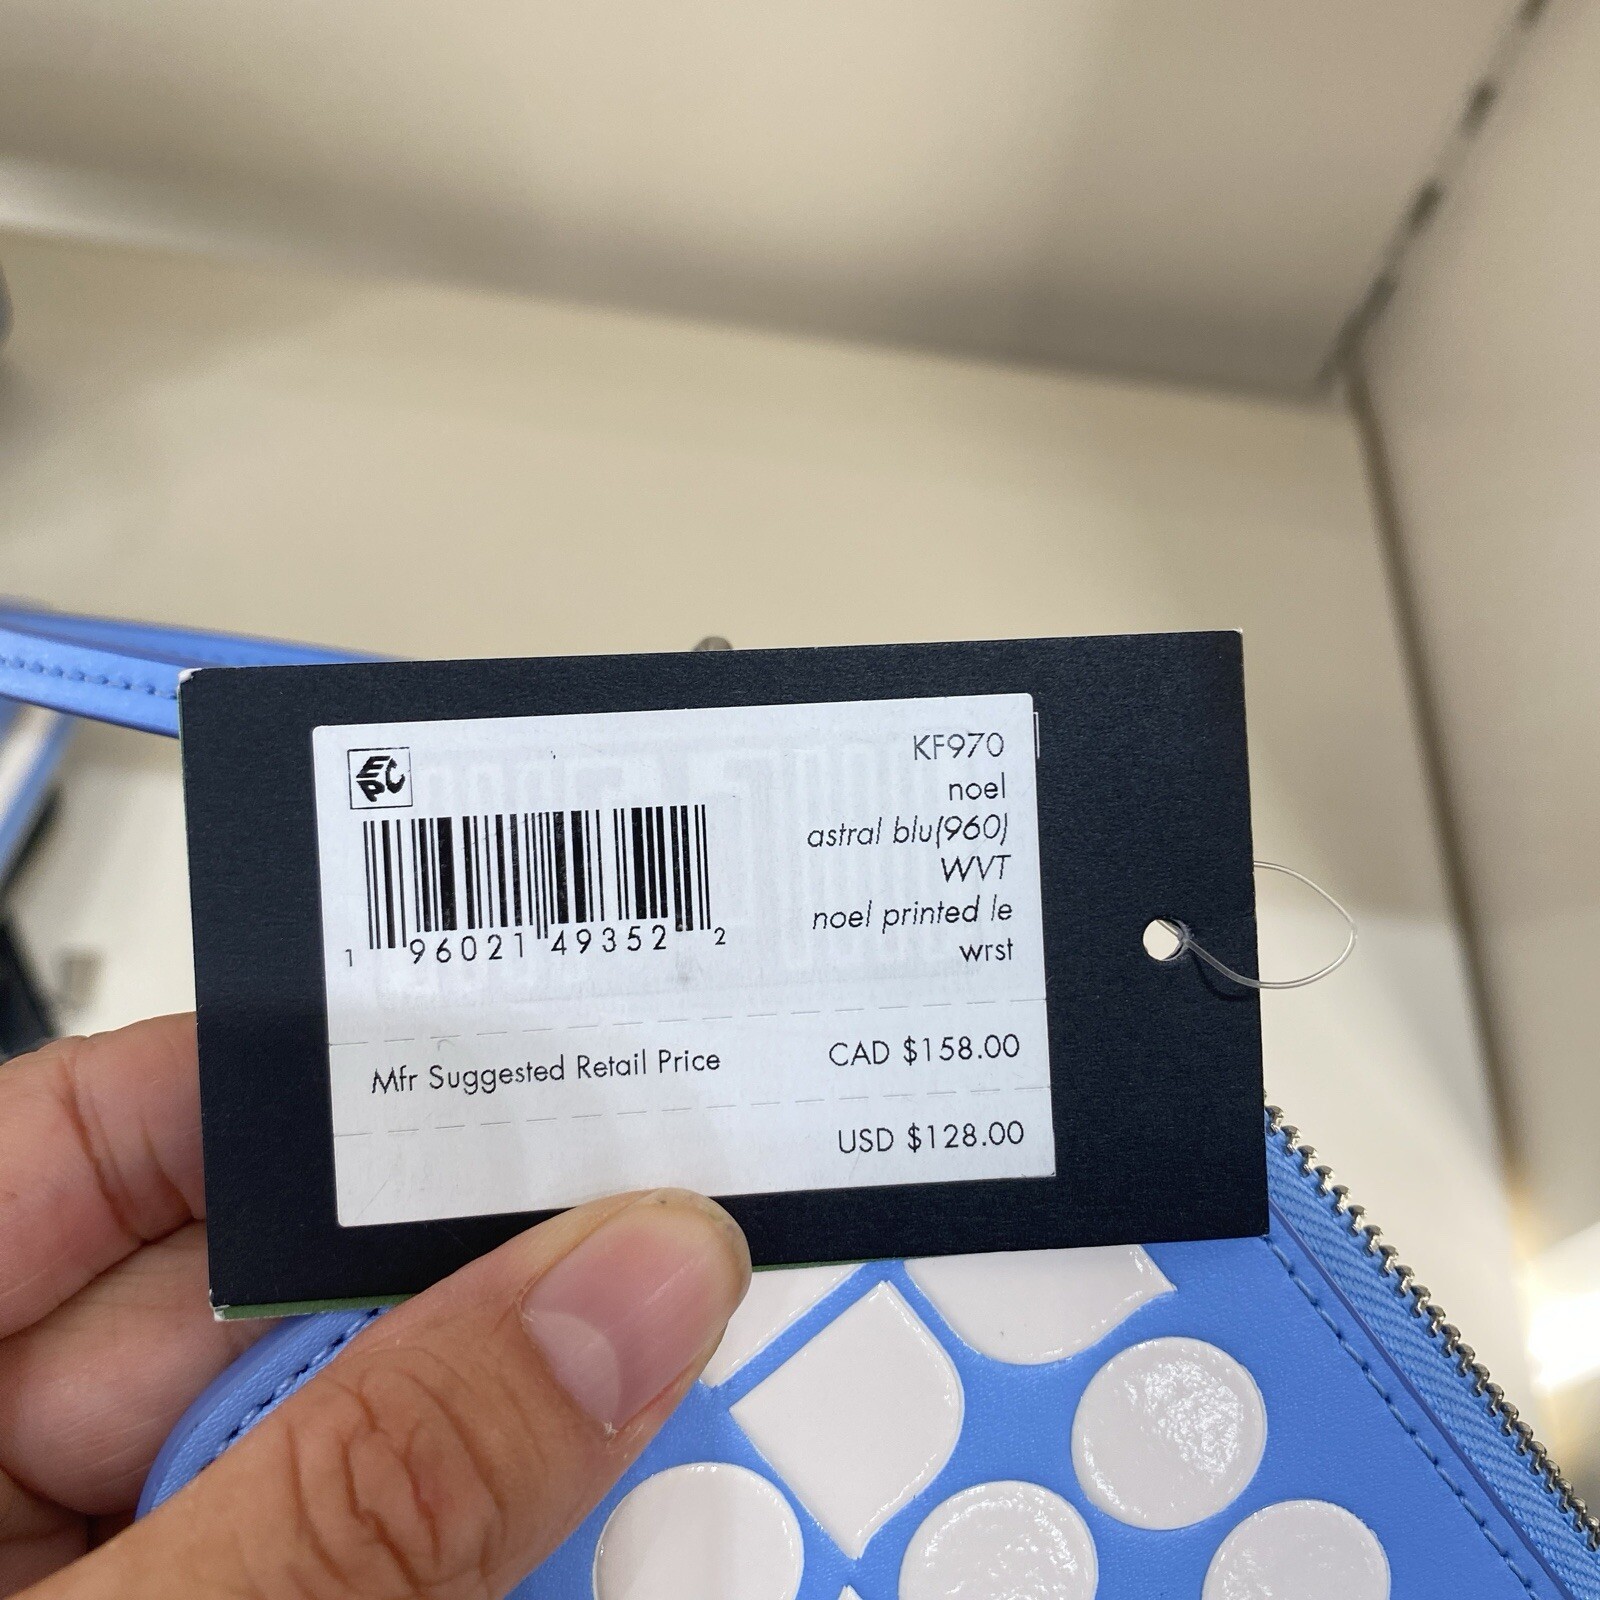 EPC
KF970
noel
astral blu(960)
WVT
noel printed le
wrst
1 96021 49352 2
Mfr Suggested Retail Price CAD $158.00
USD $128.00